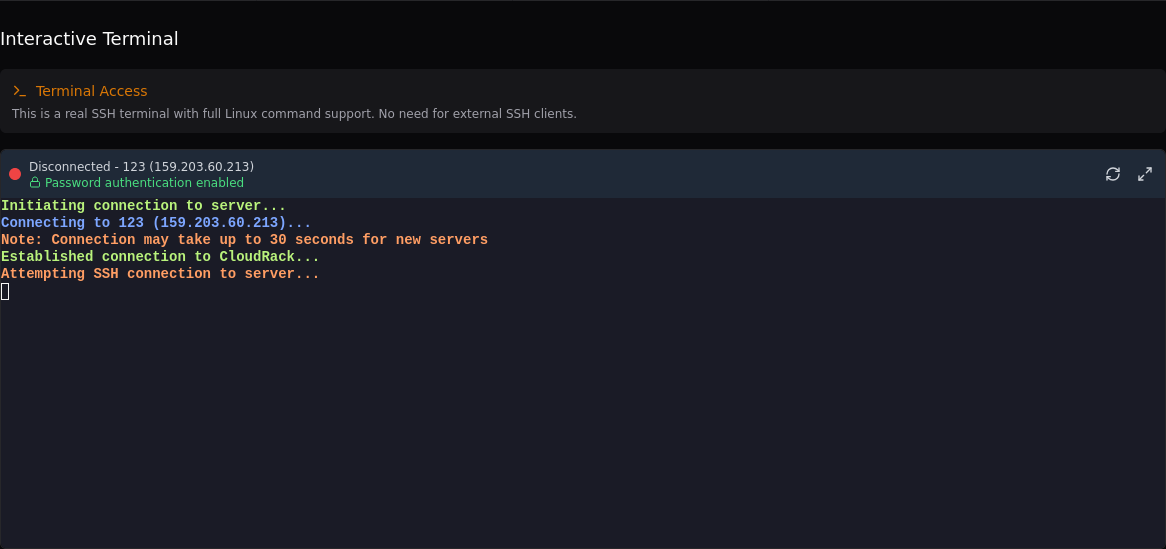 Interactive Terminal
Terminal Access
This is a real SSH terminal with full Linux command support. No need for external SSH clients.
Disconnected - 123 (159.203.60.213)
Password authentication enabled
Initiating connection to server...
Connecting to 123 (159.203.60.213)...
Note: Connection may take up to 30 seconds for new servers
Established connection to CloudRack...
Attempting SSH connection to server...